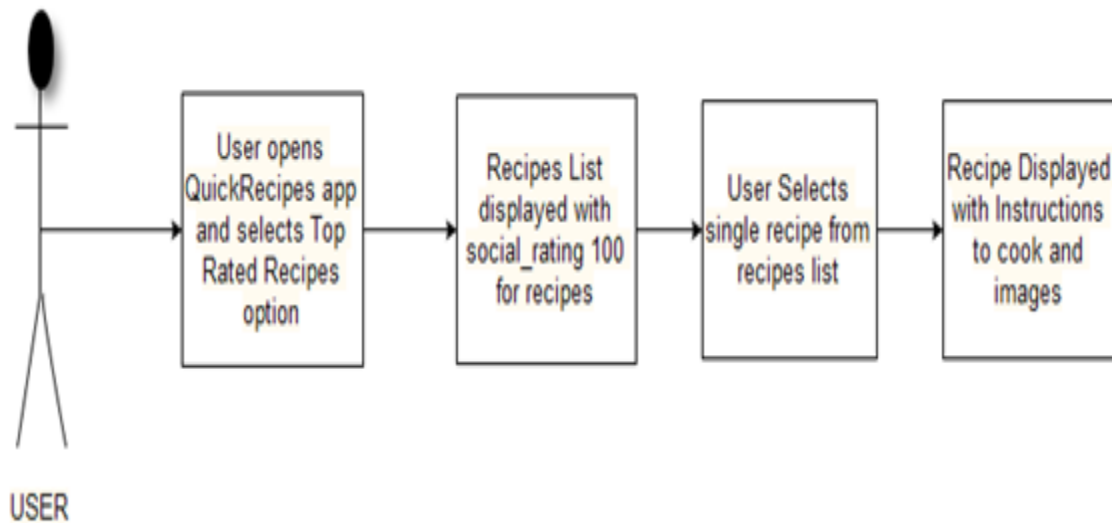 User opens
QuickRecipes app
and selects Top
Rated Recipes
option
Recipes List
displayed with
social_rating 100
for recipes
User Selects
single recipe from
recipes list
Recipe Displayed
with Instructions
to cook and
images
USER